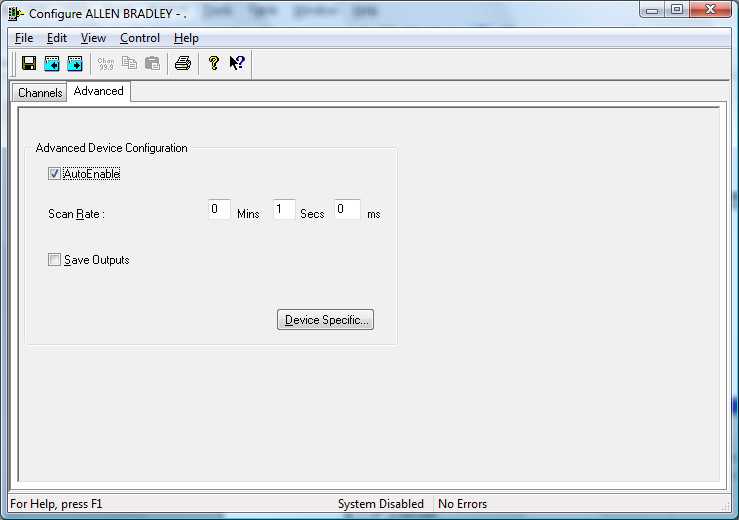 Configure ALLEN BRADLEY - .
File Edit View Control Help
Chan 99.9
Channels Advanced
Advanced Device Configuration
AutoEnable
Scan Rate : 0 Mins 1 Secs 0 ms
Save Outputs
Device Specific...
For Help, press F1 System Disabled No Errors